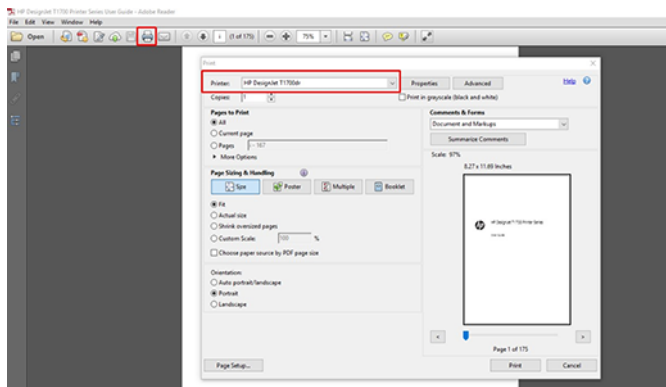 HP DesignJet T1700 Printer Series User Guide - Adobe Reader
File Edit View Window Help
Open (1 of 175) 75%
Print
Printer: HP DesignJet T1700dr Properties Advanced Help
Copies: 1 Print in grayscale (black and white)
Pages to Print
All
Current page
Pages 1 - 167
More Options
Comments & Forms
Document and Markups
Summarize Comments
Page Sizing & Handling
Size Poster Multiple Booklet
Fit
Actual size
Shrink oversized pages
Custom Scale: 100 %
Choose paper source by PDF page size
Orientation:
Auto portrait/landscape
Portrait
Landscape
Scale: 97%
8.27 x 11.69 Inches
hp HP DesignJet T1700 Printer Series
< >
Page 1 of 175
Page Setup... Print Cancel